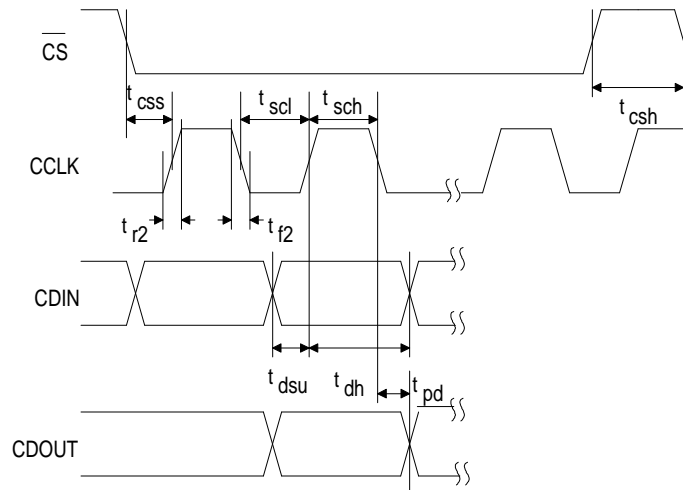 CS
t css
t scl
t sch
t csh
CCLK
t r2
t f2
CDIN
t dsu
t dh
t pd
CDOUT